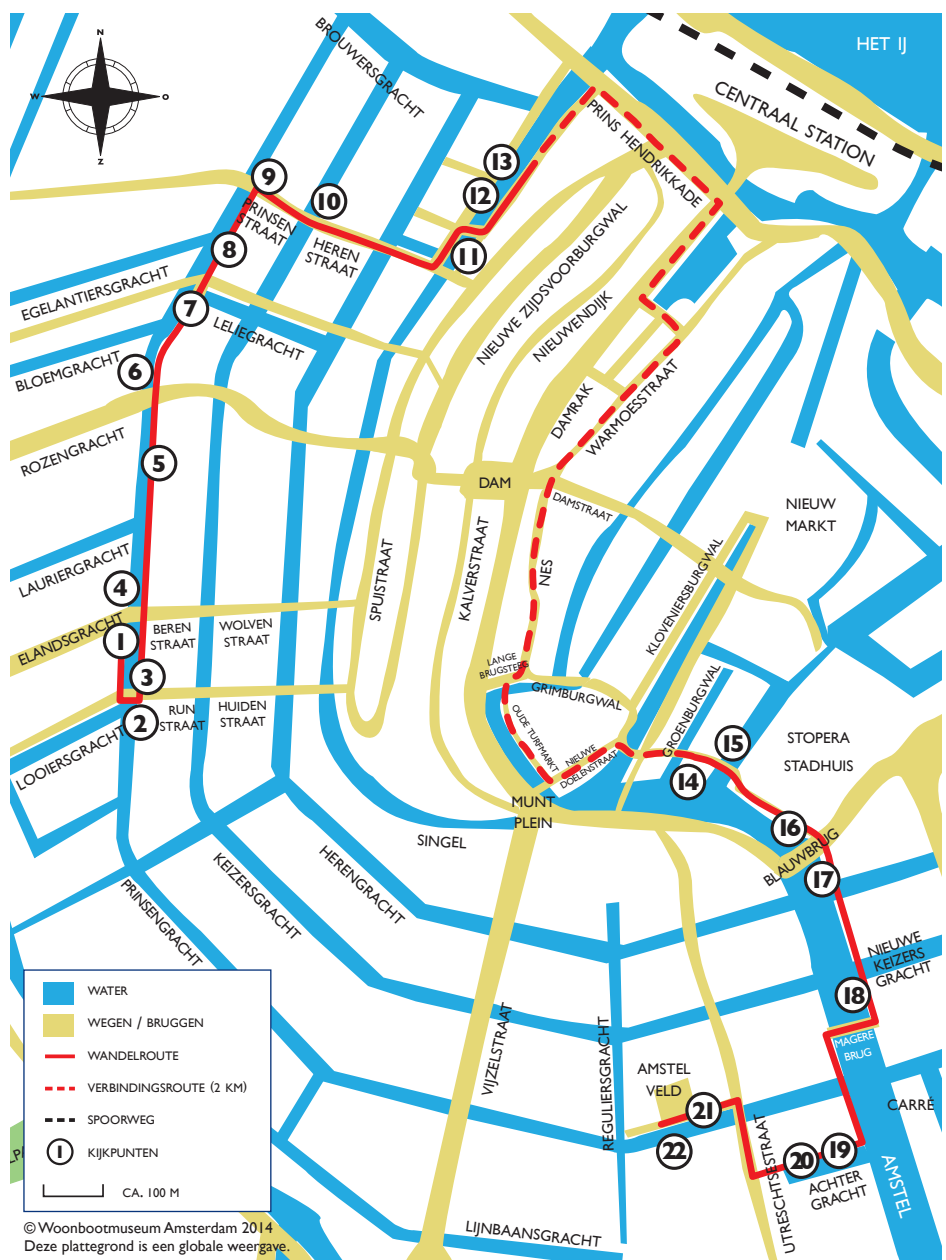 HET IJ
N
W
O
Z
BROUWERSGRACHT
CENTRAAL STATION
PRINS HENDRIKKADE
13
12
9
10
PRINSEN
STRAAT
HEREN
STRAAT
11
8
NIEUWE ZIJDSVOORBURGWAL
EGELANTIERSGRACHT
7
LELIEGRACHT
NIEUWENDIJK
BLOEMGRACHT
6
DAMRAK
WARMOESSTRAAT
ROZENGRACHT
5
DAM
DAMSTRAAT
NIEUW
MARKT
LAURIERGRACHT
SPUISTRAAT
KALVERSTRAAT
NES
KLOVENIERSBURGWAL
4
ELANDSGRACHT
1
BEREN
STRAAT
WOLVEN
STRAAT
3
LANGE
BRUGSTEEG
GRIMBURGWAL
2
RUN
STRAAT
HUIDEN
STRAAT
LOOIERSGRACHT
OUDE TURFMARKT
NIEUWE
DOELENSTRAAT
GROENBURGWAL
15
STOPERA
STADHUIS
14
MUNT
PLEIN
16
SINGEL
BLAUWBRUG
17
HERENGRACHT
KEIZERSGRACHT
PRINSENGRACHT
NIEUWE
KEIZERS
GRACHT
18
VIJZELSTRAAT
REGULIERSGRACHT
MAGERE
BRUG
AMSTEL
VELD
21
CARRÉ
22
UTRECHTSESTRAAT
20
19
ACHTER
GRACHT
AMSTEL
LIJNBAANSGRACHT
WATER
WEGEN / BRUGGEN
WANDELROUTE
VERBINDINGSROUTE (2 KM)
SPOORWEG
1
KIJKPUNTEN
CA. 100 M
© Woonbootmuseum Amsterdam 2014
Deze plattegrond is een globale weergave.